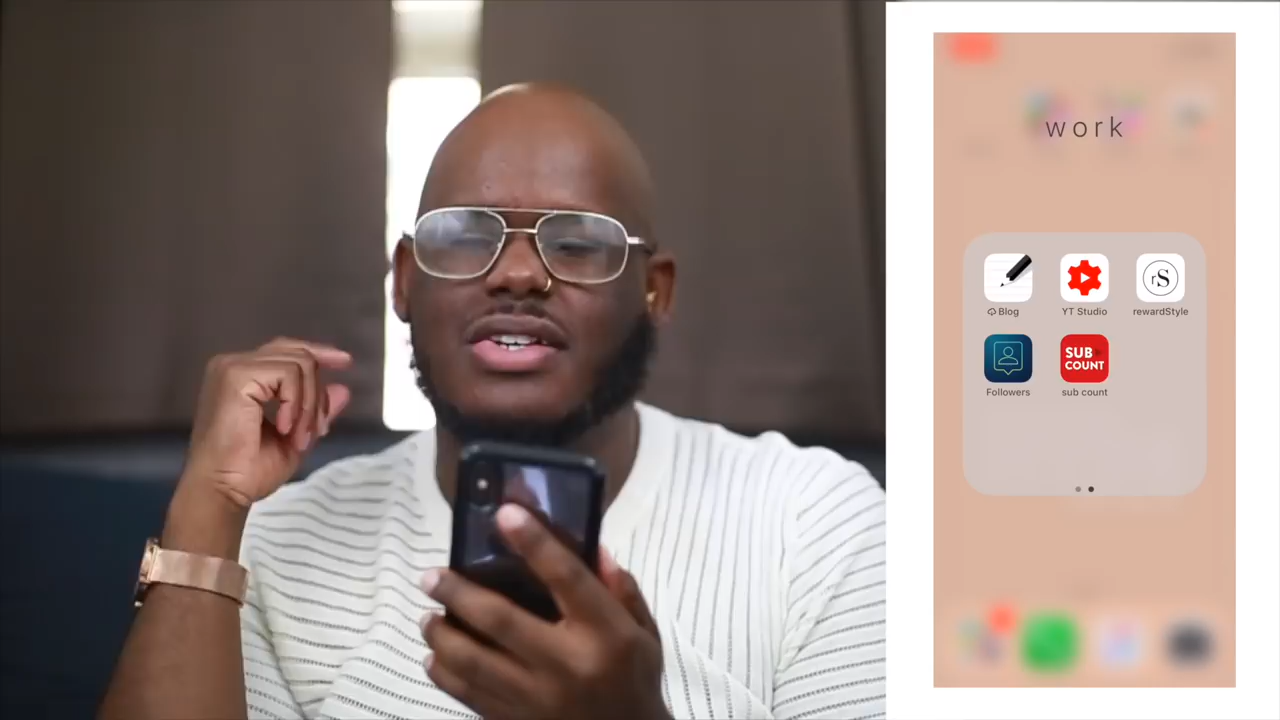 work
Blog
YT Studio
rS
rewardStyle
Followers
SUB
COUNT
sub count